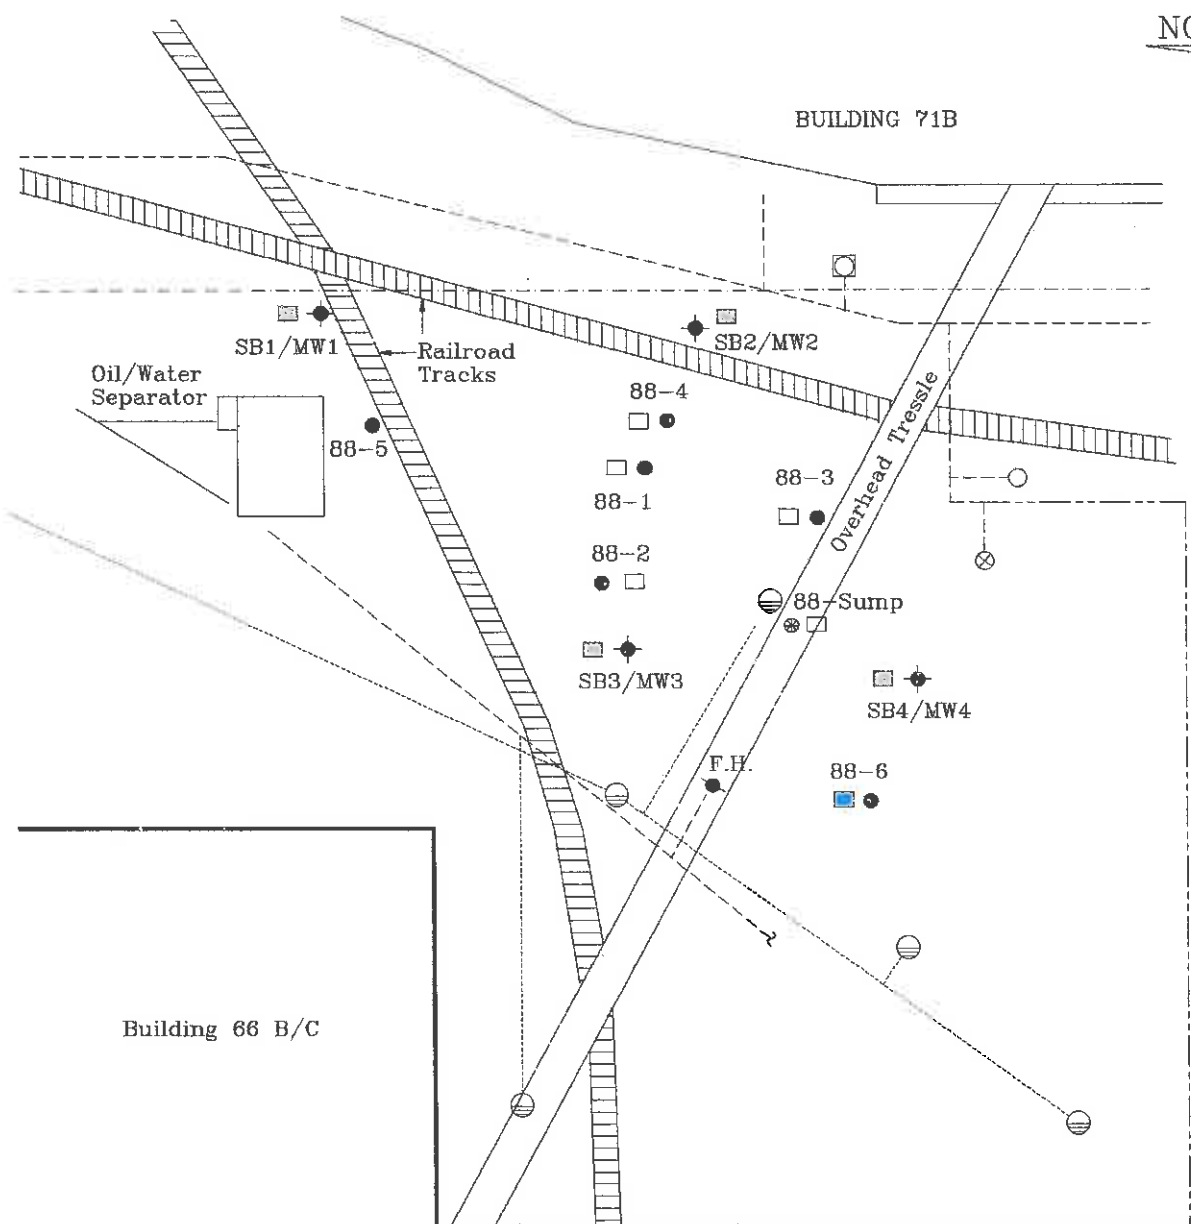 BUILDING 71B
SB1/MW1
SB2/MW2
Railroad
Tracks
Oil/Water
Separator
88-4
88-5
88-1
88-3
Overhead Tressle
88-2
88-Sump
SB3/MW3
SB4/MW4
F.H.
88-6
Building 66 B/C